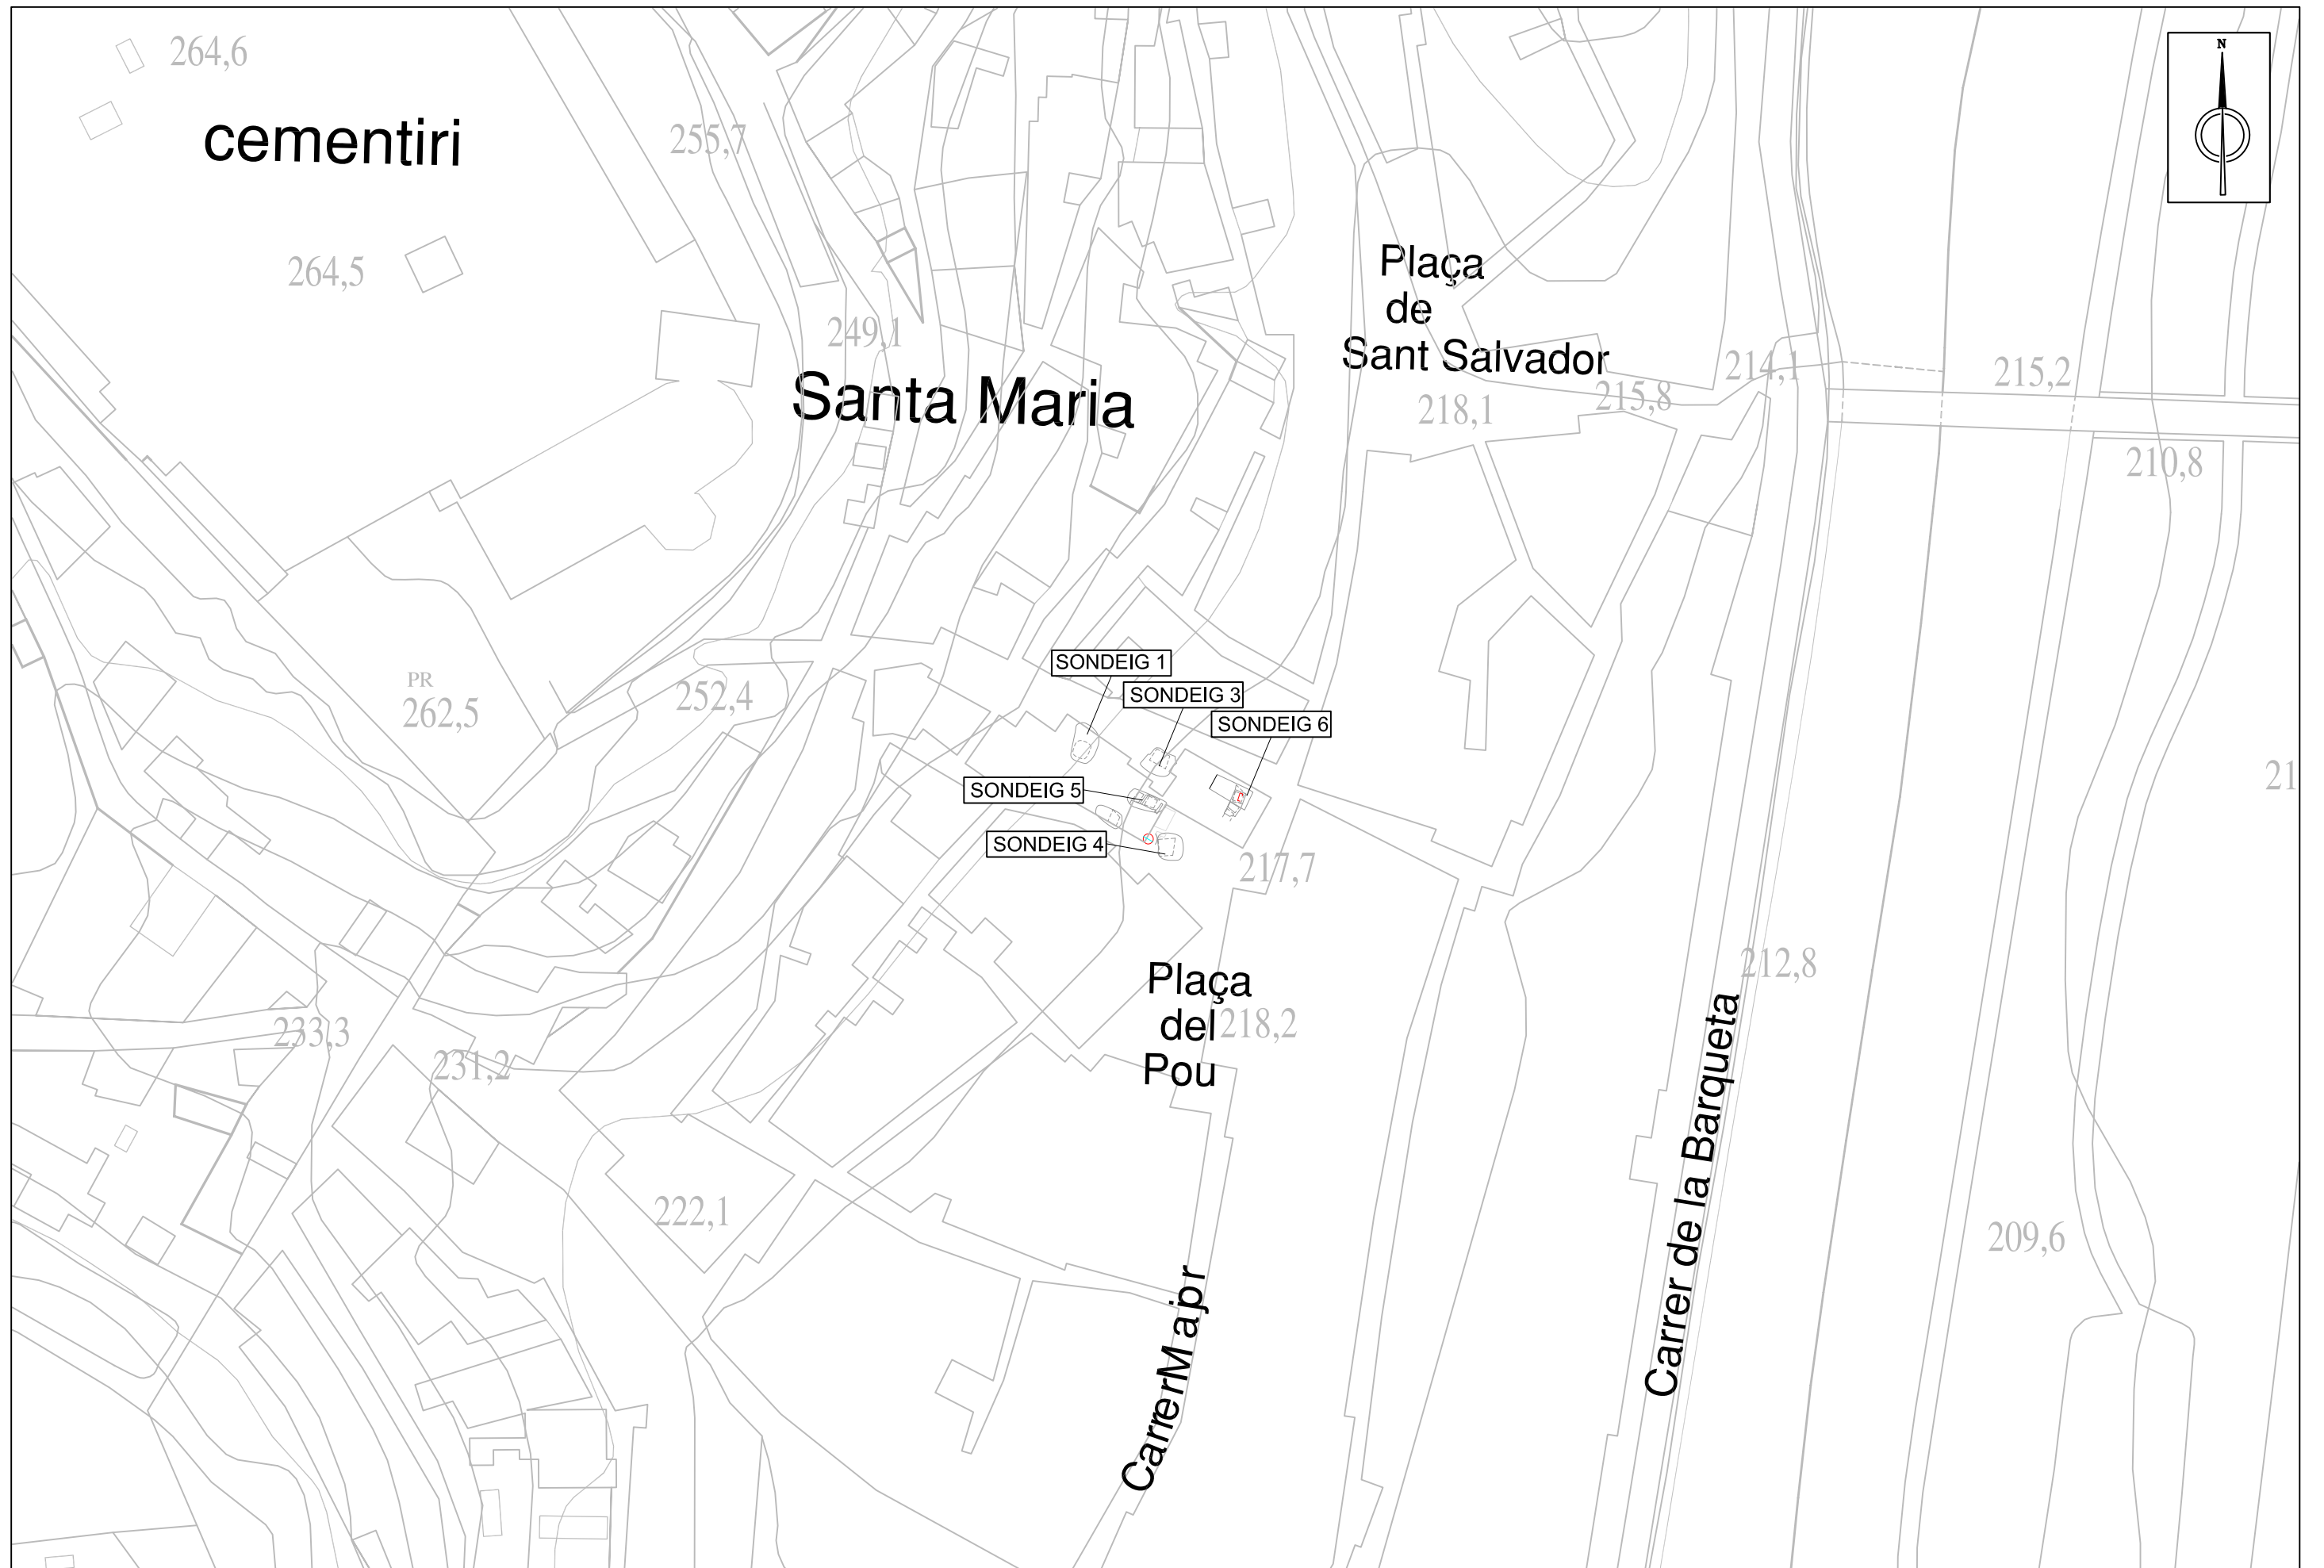 264,6
N
cementiri
255,7
264,5
Plaça
de
Sant Salvador
249,1
Santa Maria
214,1
215,2
218,1
215,8
210,8
SONDEIG 1
PR
262,5
252,4
SONDEIG 3
SONDEIG 6
21
SONDEIG 5
SONDEIG 4
217,7
212,8
Plaça
del
Pou
218,2
233,3
231,2
222,1
209,6
Carrer Major
Carrer de la Barqueta